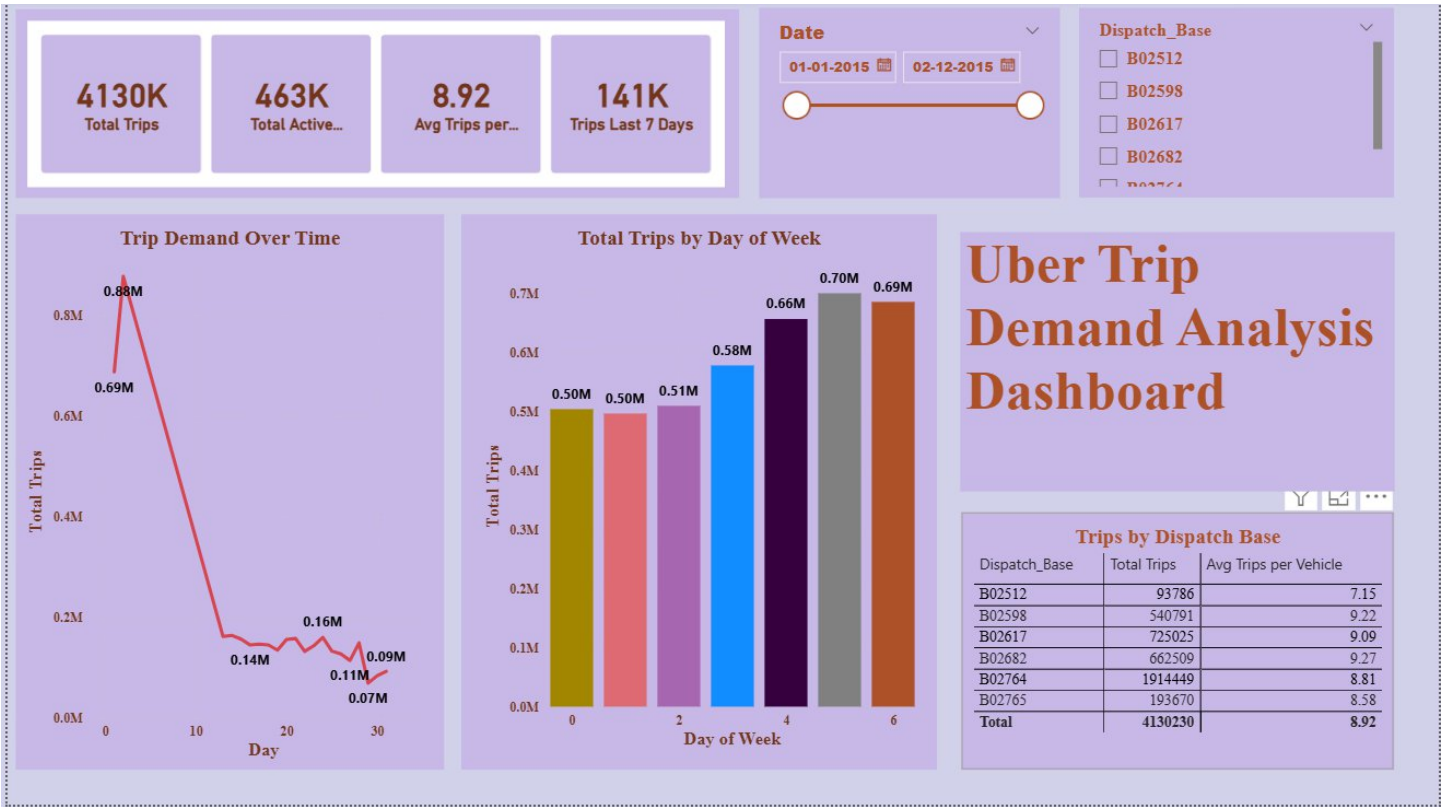 4130K
Total Trips
463K
Total Active...
8.92
Avg Trips per...
141K
Trips Last 7 Days
Date
01-01-2015
02-12-2015
Dispatch_Base
B02512
B02598
B02617
B02682
B02764
Trip Demand Over Time
0.88M
0.8M
0.69M
0.6M
Total Trips
0.4M
0.2M
0.16M
0.14M
0.09M
0.11M
0.07M
0.0M
0 10 20 30
Day
Total Trips by Day of Week
0.70M
0.69M
0.7M
0.66M
0.6M
0.58M
0.50M
0.50M
0.51M
0.5M
Total Trips
0.4M
0.3M
0.2M
0.1M
0.0M
0 2 4 6
Day of Week
Uber Trip
Demand Analysis
Dashboard
Trips by Dispatch Base
Dispatch_Base Total Trips Avg Trips per Vehicle
B02512 93786 7.15
B02598 540791 9.22
B02617 725025 9.09
B02682 662509 9.27
B02764 1914449 8.81
B02765 193670 8.58
Total 4130230 8.92